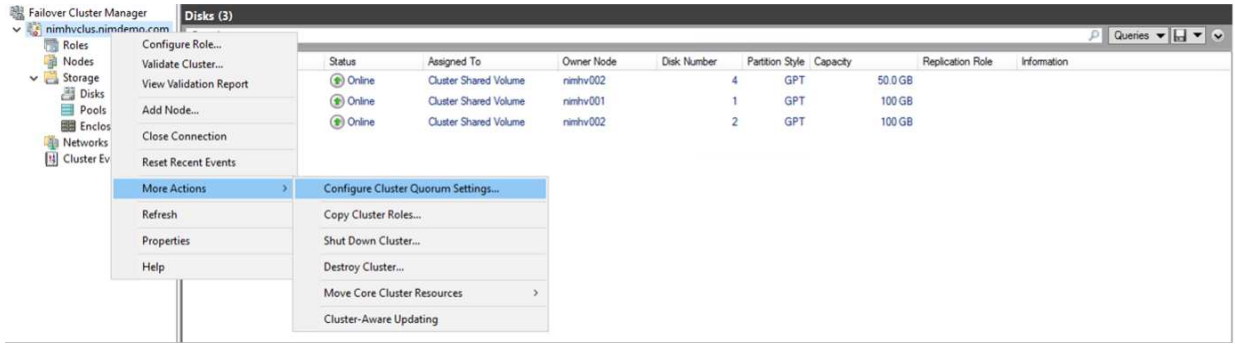 Failover Cluster Manager
nimhvclus.nimdemo.com
Roles
Nodes
Storage
Disks
Pools
Enclos
Networks
Cluster Ev
Disks (3)
Queries
Status Assigned To Owner Node Disk Number Partition Style Capacity Replication Role Information
Online Cluster Shared Volume nimhv002 4 GPT 50.0 GB
Online Cluster Shared Volume nimhv001 1 GPT 100 GB
Online Cluster Shared Volume nimhv002 2 GPT 100 GB
Configure Role...
Validate Cluster...
View Validation Report
Add Node...
Close Connection
Reset Recent Events
More Actions >
Refresh
Properties
Help
Configure Cluster Quorum Settings...
Copy Cluster Roles...
Shut Down Cluster...
Destroy Cluster...
Move Core Cluster Resources >
Cluster-Aware Updating